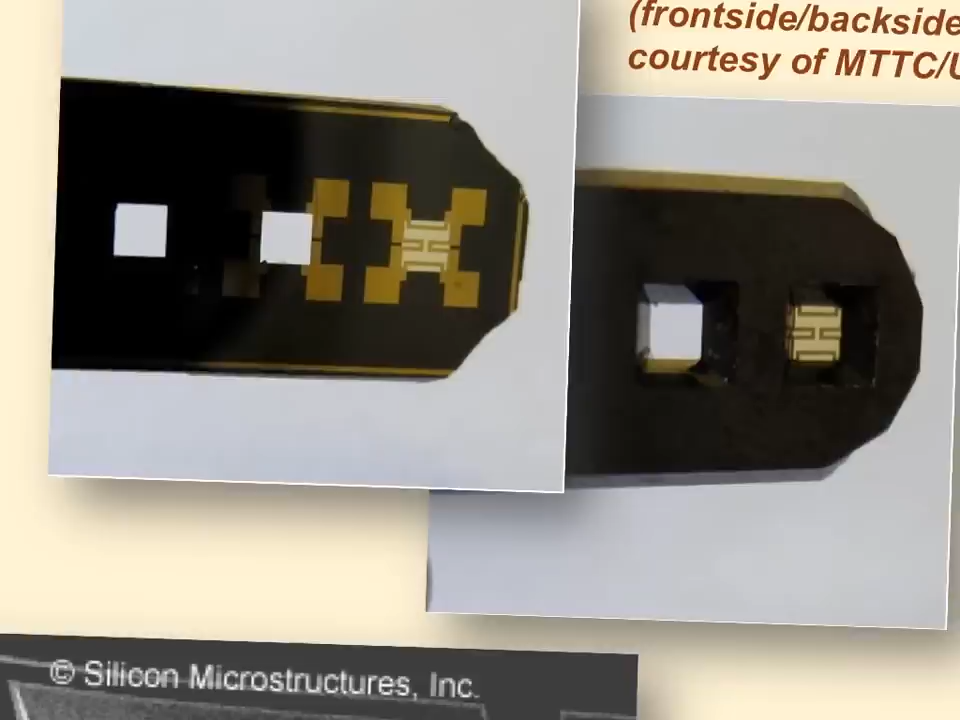 (frontside/backside
courtesy of MTTC/
© Silicon Microstructures, Inc.